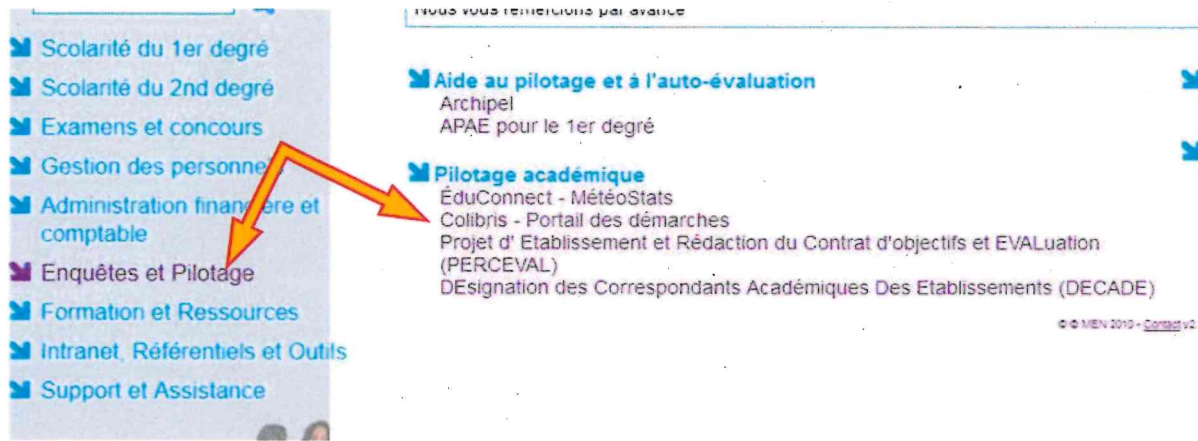 Nous vous remercions par avance
Scolarité du 1er degré
Scolarité du 2nd degré
Examens et concours
Gestion des personnels
Administration financière et
comptable
Enquêtes et Pilotage
Formation et Ressources
Intranet, Référentiels et Outils
Support et Assistance
Aide au pilotage et à l'auto-évaluation
Archipel
APAE pour le 1er degré
Pilotage académique
ÉduConnect - MétéoStats
Colibris - Portail des démarches
Projet d' Etablissement et Rédaction du Contrat d'objectifs et EVALuation
(PERCEVAL)
DEsignation des Correspondants Académiques Des Etablissements (DECADE)
© © MEN 2010 - Contact v2